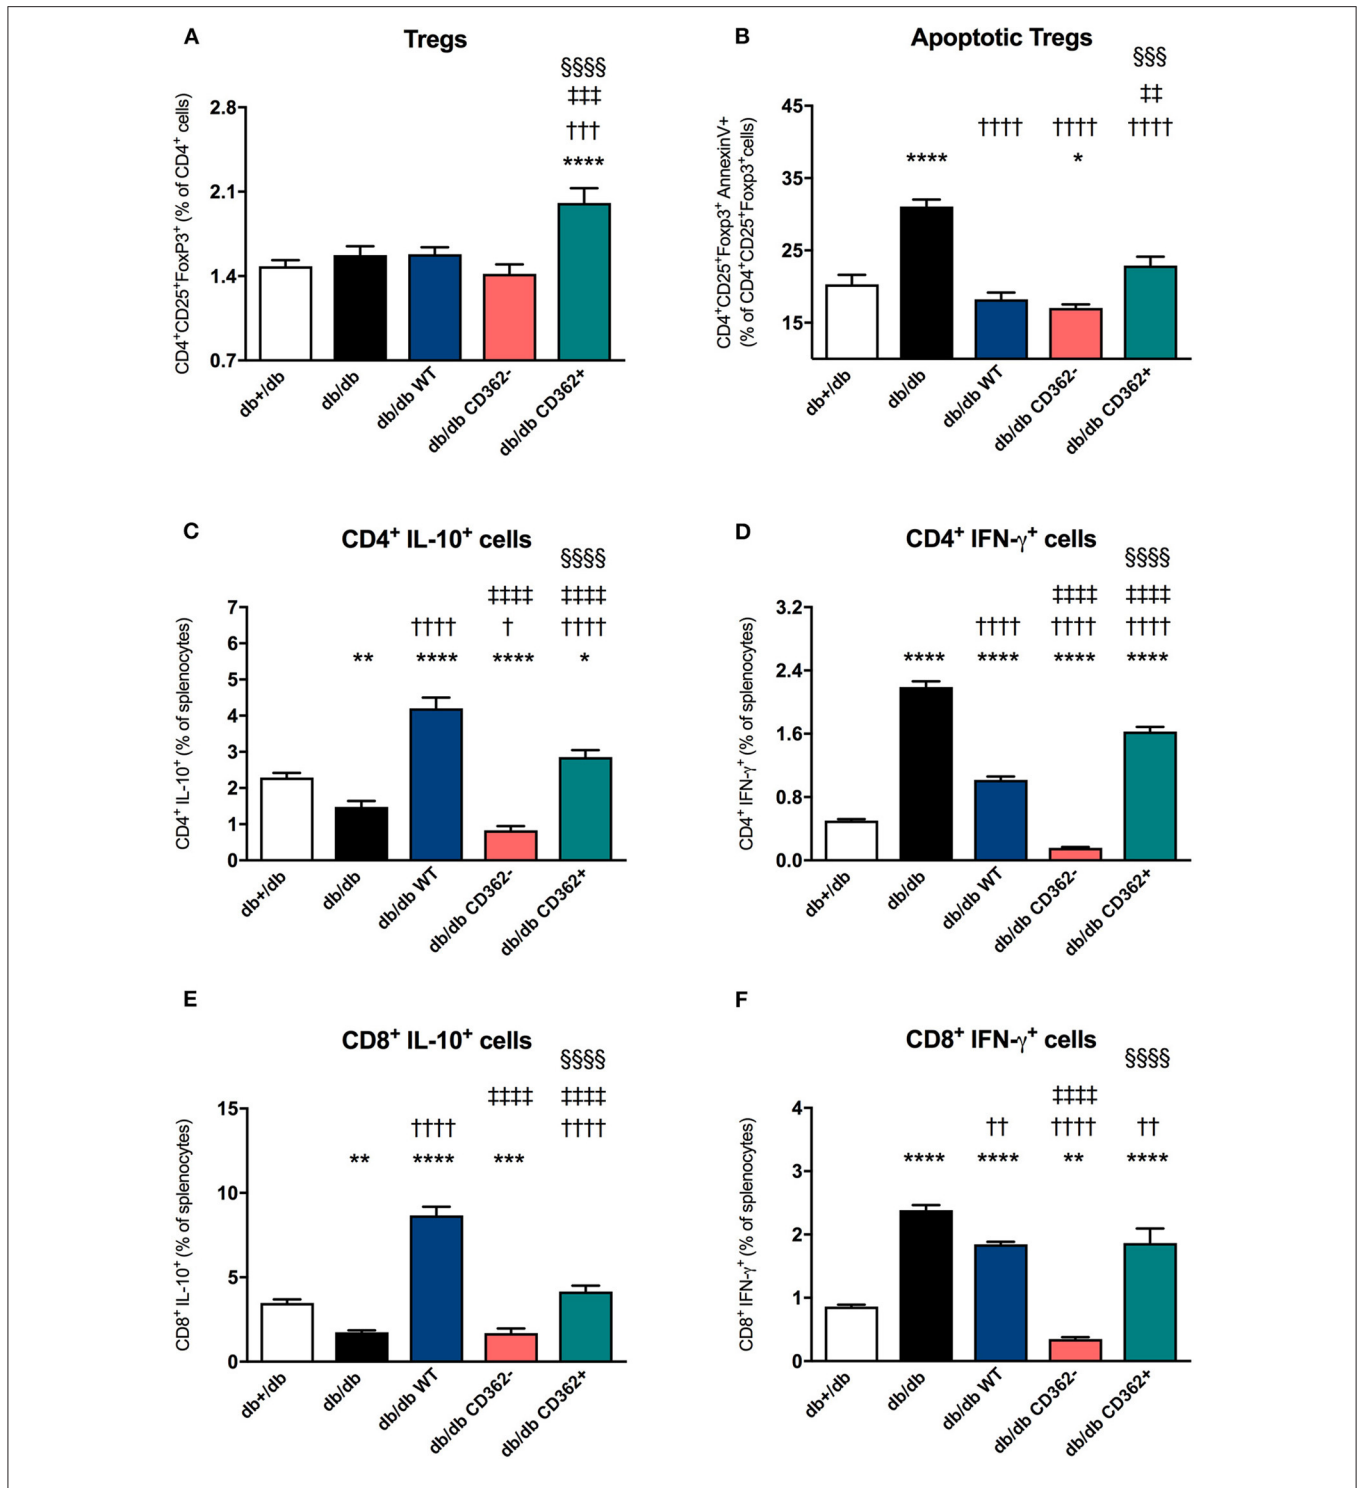 A
Tregs
§§§§
‡‡‡
†††
****
CD4⁺CD25⁺FoxP3⁺ (% of CD4⁺ cells)
2.8
2.1
1.4
0.7
db+/db
db/db
db/db WT
db/db CD362-
db/db CD362+
B
Apoptotic Tregs
§§§
‡‡
†††† †††† ††††
**** *
CD4⁺CD25⁺Foxp3⁺ AnnexinV+
(% of CD4⁺CD25⁺Foxp3⁺cells)
45
35
25
15
db+/db
db/db
db/db WT
db/db CD362-
db/db CD362+
C
CD4⁺ IL-10⁺ cells
§§§§
‡‡‡‡ ‡‡‡‡
†††† † ††††
** **** **** *
CD4⁺ IL-10⁺ (% of splenocytes)
7
6
5
4
3
2
1
0
db+/db
db/db
db/db WT
db/db CD362-
db/db CD362+
D
CD4⁺ IFN-γ⁺ cells
§§§§
‡‡‡‡ ‡‡‡‡
†††† †††† ††††
**** **** **** ****
CD4⁺ IFN-γ⁺ (% of splenocytes)
3.2
2.4
1.6
0.8
0.0
db+/db
db/db
db/db WT
db/db CD362-
db/db CD362+
E
CD8⁺ IL-10⁺ cells
§§§§
‡‡‡‡ ‡‡‡‡
†††† ††††
** **** ***
CD8⁺ IL-10⁺ (% of splenocytes)
15
10
5
0
db+/db
db/db
db/db WT
db/db CD362-
db/db CD362+
F
CD8⁺ IFN-γ⁺ cells
§§§§
‡‡‡‡
†† †††† ††
**** **** ** ****
CD8⁺ IFN-γ⁺ (% of splenocytes)
4
3
2
1
0
db+/db
db/db
db/db WT
db/db CD362-
db/db CD362+